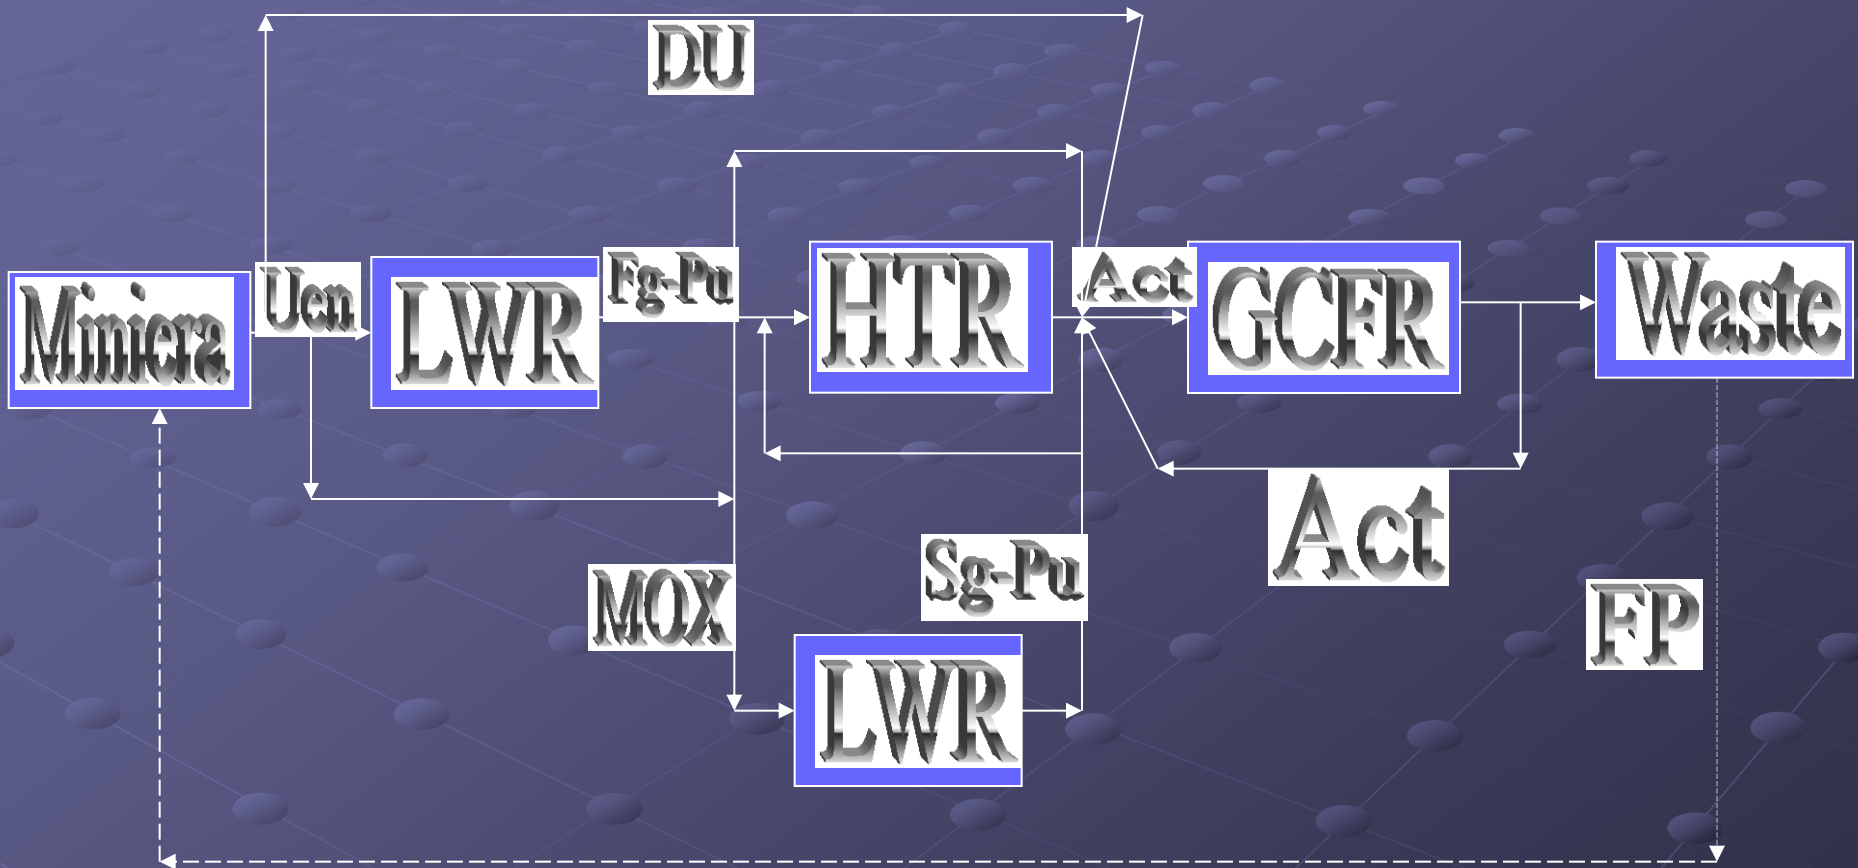 DU
Miniera
Uen
LWR
Fg-Pu
HTR
Act
GCFR
Waste
Act
MOX
Sg-Pu
LWR
FP